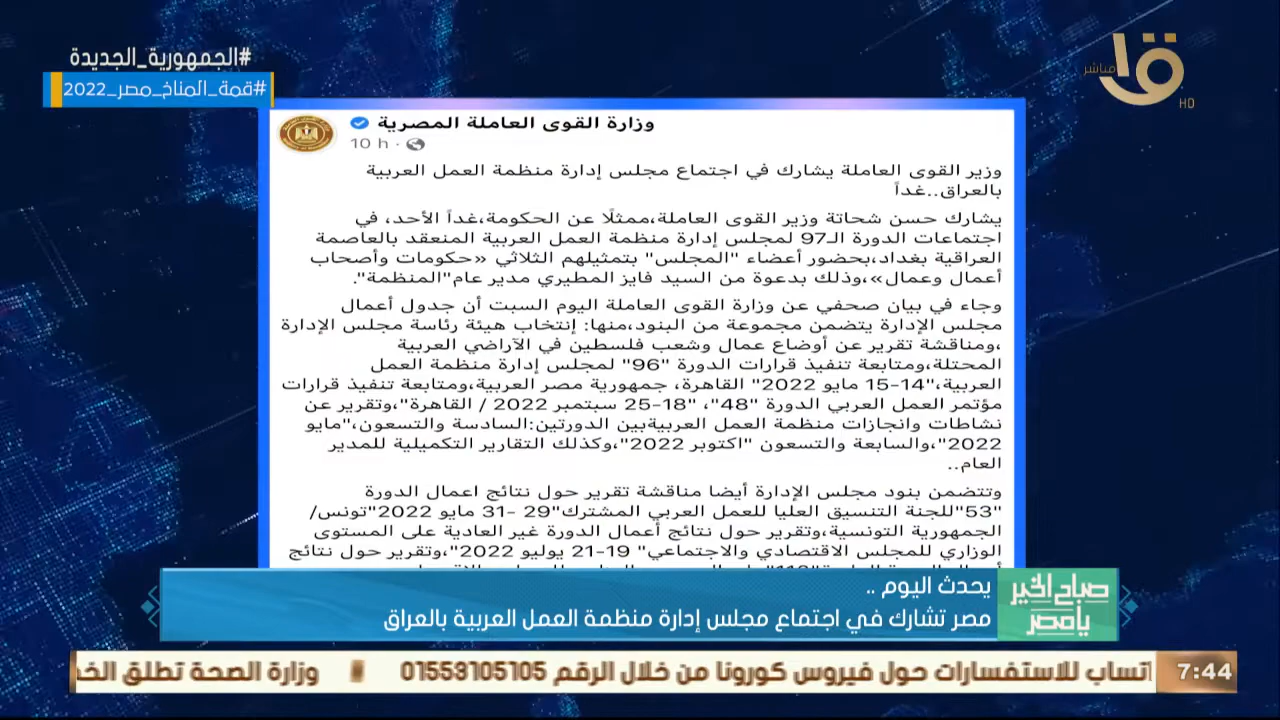 #الجمهورية_الجديدة
#قمة_المناخ_مصر_2022
مباشر
HD
وزارة القوى العاملة المصرية
10 h ·
وزير القوى العاملة يشارك في اجتماع مجلس إدارة منظمة العمل العربية
بالعراق..غداً
يشارك حسن شحاتة وزير القوى العاملة،ممثلًا عن الحكومة،غداً الأحد، في
اجتماعات الدورة الـ97 لمجلس إدارة منظمة العمل العربية المنعقد بالعاصمة
العراقية بغداد،بحضور أعضاء "المجلس" بتمثيلهم الثلاثي «حكومات وأصحاب
أعمال وعمال»،وذلك بدعوة من السيد فايز المطيري مدير عام"المنظمة".
وجاء في بيان صحفي عن وزارة القوى العاملة اليوم السبت أن جدول أعمال
مجلس الإدارة يتضمن مجموعة من البنود،منها: إنتخاب هيئة رئاسة مجلس الإدارة
،ومناقشة تقرير عن أوضاع عمال وشعب فلسطين في الآراضي العربية
المحتلة،ومتابعة تنفيذ قرارات الدورة "96" لمجلس إدارة منظمة العمل
العربية،"14-15 مايو 2022" القاهرة، جمهورية مصر العربية،ومتابعة تنفيذ قرارات
مؤتمر العمل العربي الدورة "48"، "18-25 سبتمبر 2022 / القاهرة"،وتقرير عن
نشاطات وانجازات منظمة العمل العربيةبين الدورتين:السادسة والتسعون،"مايو
2022"،والسابعة والتسعون "اكتوبر 2022"،وكذلك التقارير التكميلية للمدير
العام..
وتتضمن بنود مجلس الإدارة أيضا مناقشة تقرير حول نتائج اعمال الدورة
"53"للجنة التنسيق العليا للعمل العربي المشترك"29 -31 مايو 2022"تونس/
الجمهورية التونسية،وتقرير حول نتائج أعمال الدورة غير العادية على المستوى
الوزاري للمجلس الاقتصادي والاجتماعي" 19-21 يوليو 2022"،وتقرير حول نتائج
صباح الخير
يا مصر
يحدث اليوم ..
مصر تشارك في اجتماع مجلس إدارة منظمة العمل العربية بالعراق
7:44
اتساب للاستفسارات حول فيروس كورونا من خلال الرقم 01553105105 وزارة الصحة تطلق الخ